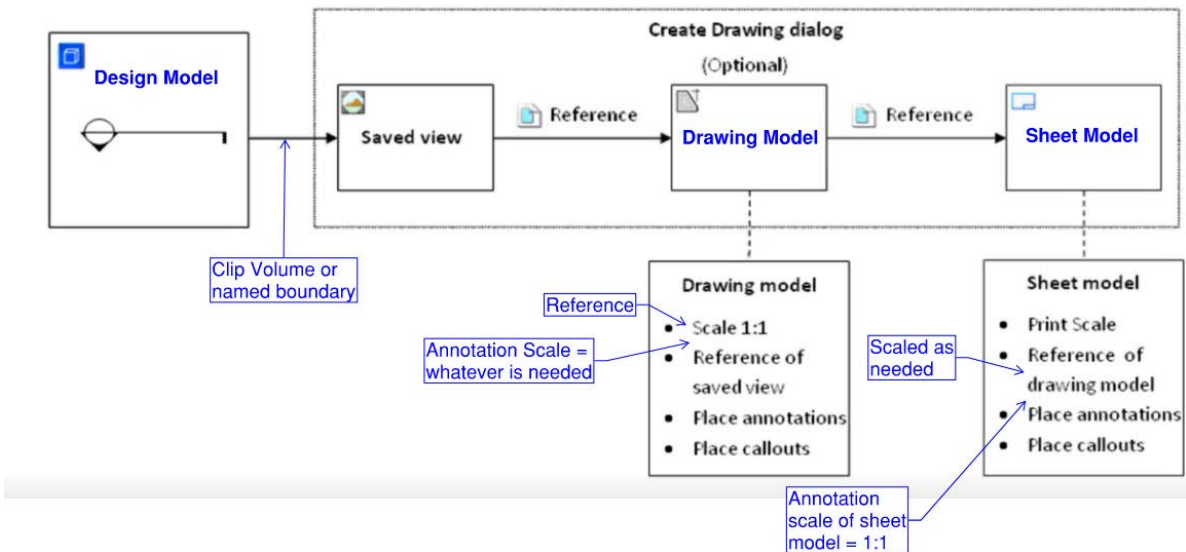 Create Drawing dialog
(Optional)
Design Model
Saved view
Reference
Drawing Model
Reference
Sheet Model
Clip Volume or
named boundary
Drawing model
• Scale 1:1
• Reference of
saved view
• Place annotations
• Place callouts
Reference
Annotation Scale =
whatever is needed
Sheet model
• Print Scale
• Reference of
drawing model
• Place annotations
• Place callouts
Scaled as
needed
Annotation
scale of sheet
model = 1:1